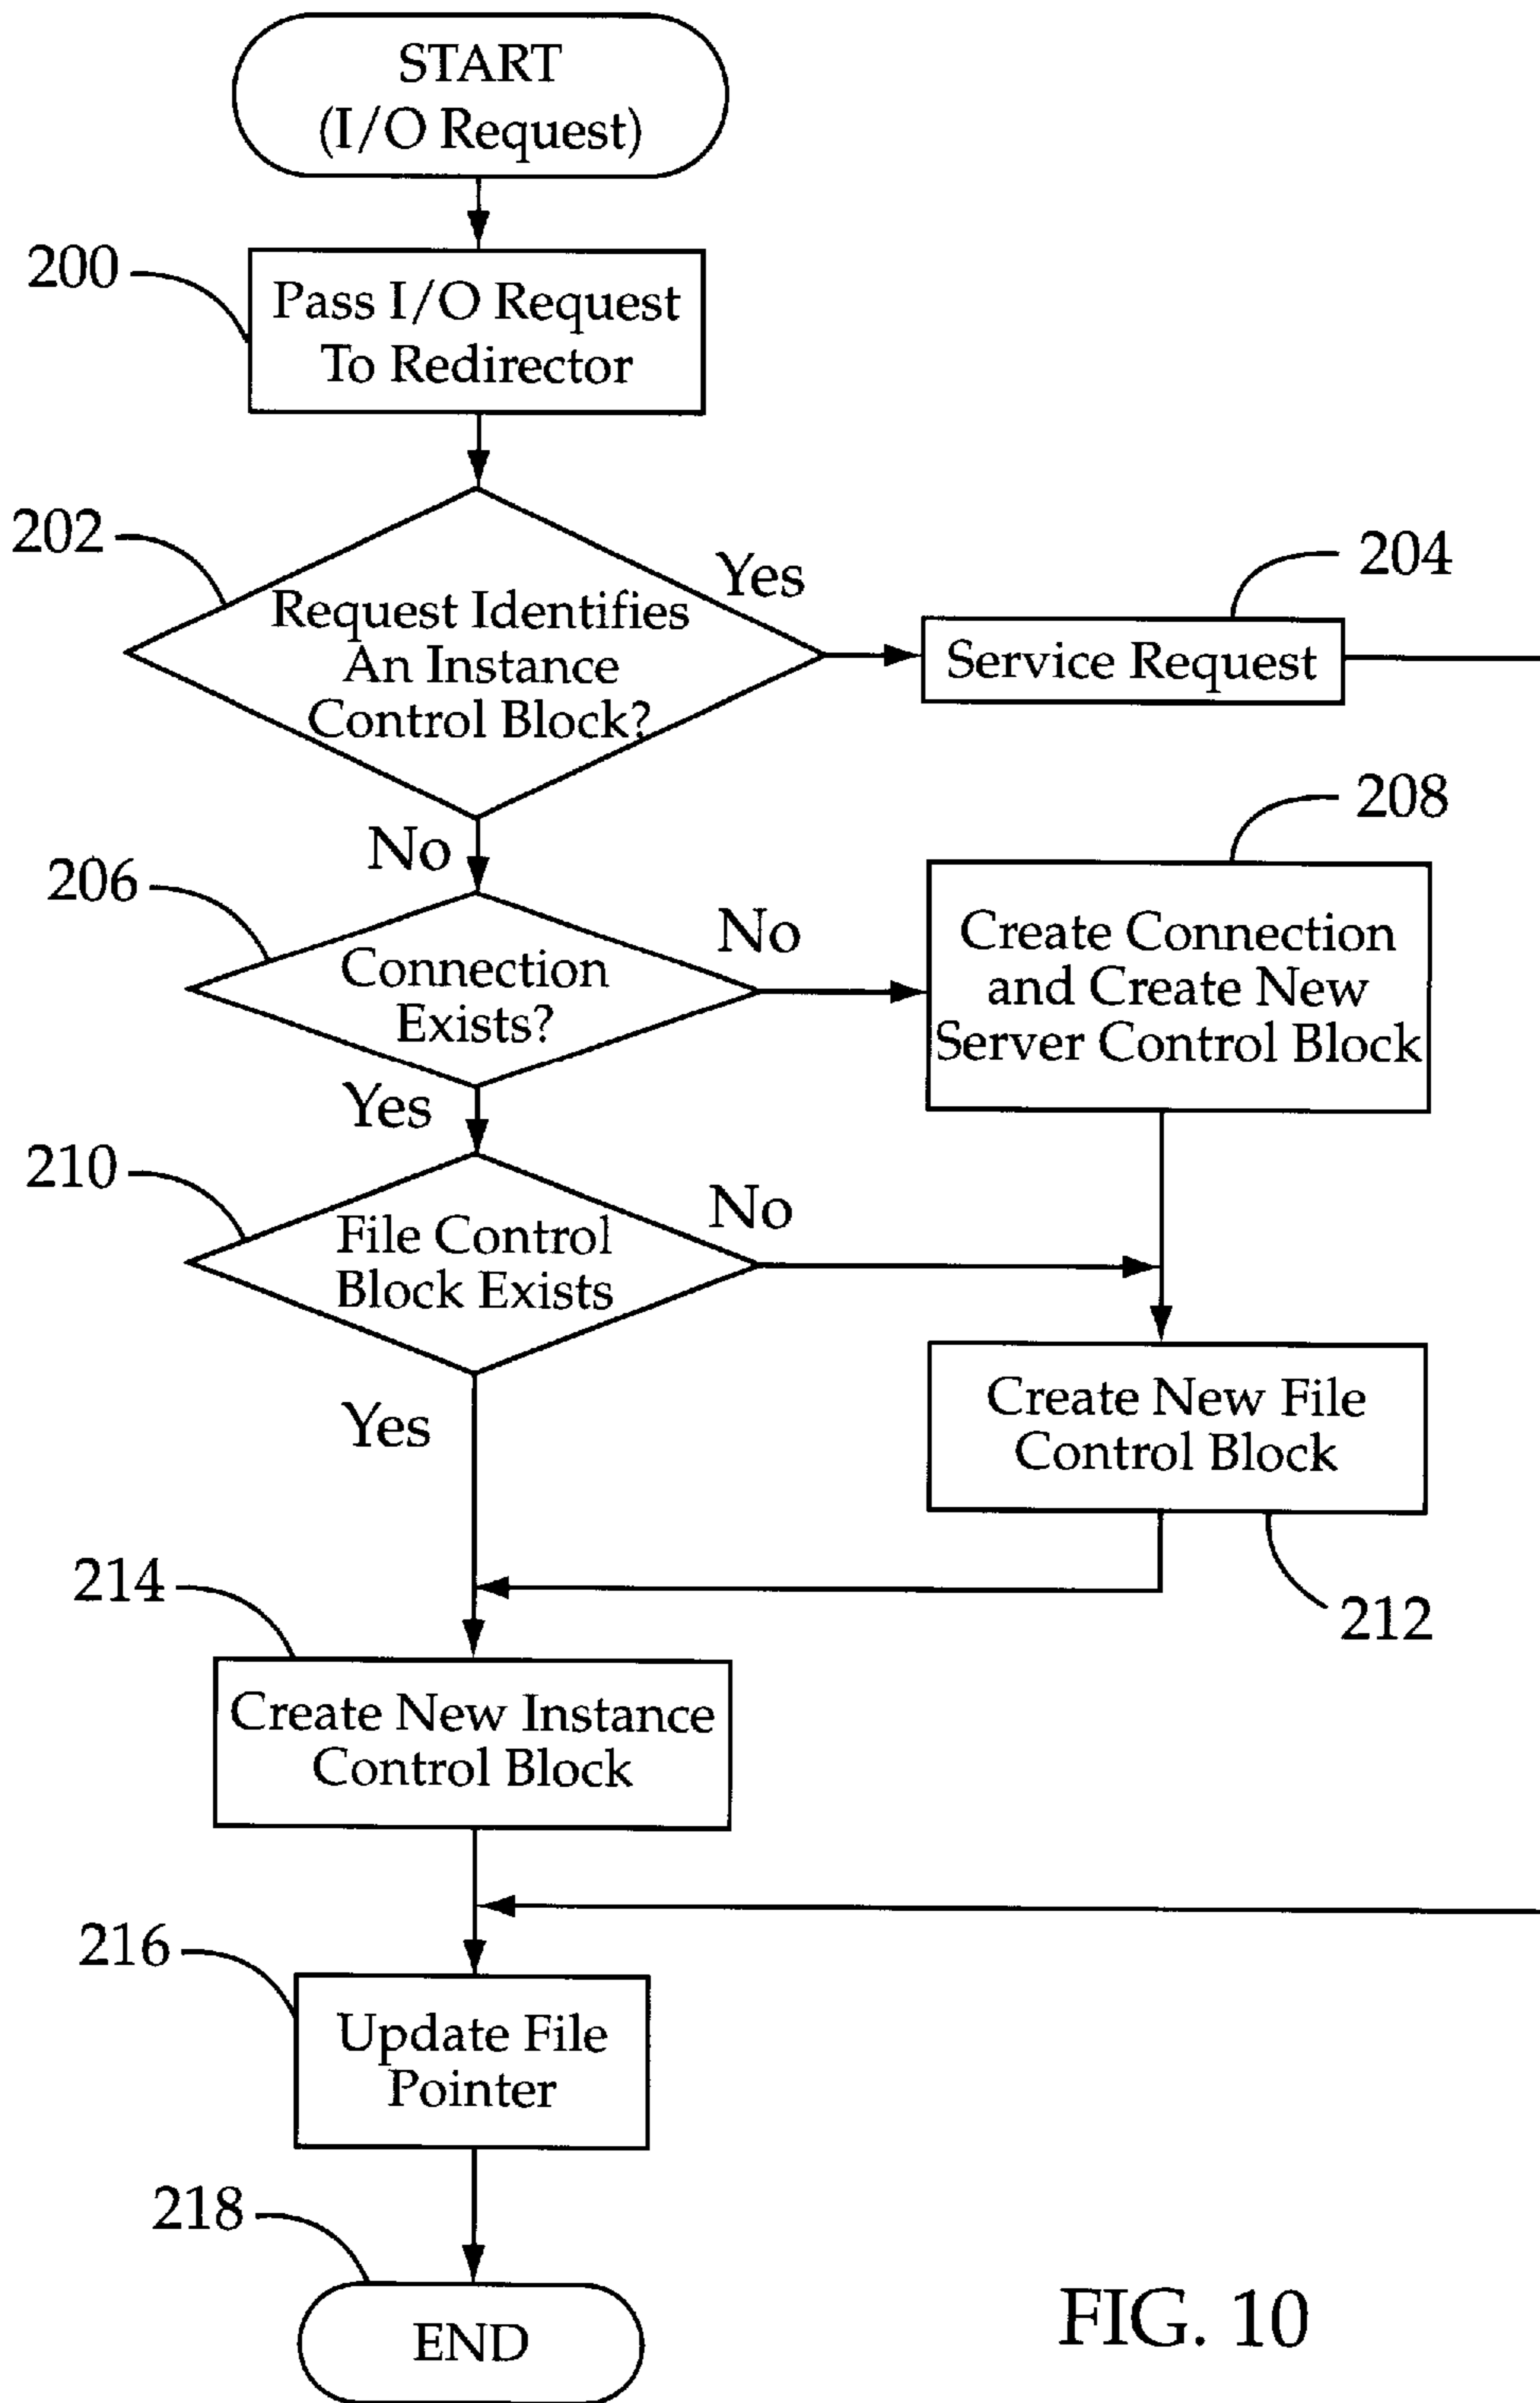 START
(I/O Request)
200
Pass I/O Request
To Redirector
202
Request Identifies
An Instance
Control Block?
Yes
204
Service Request
No
206
Connection
Exists?
No
208
Create Connection
and Create New
Server Control Block
Yes
210
File Control
Block Exists
No
Create New File
Control Block
212
Yes
214
Create New Instance
Control Block
216
Update File
Pointer
218
END
FIG. 10